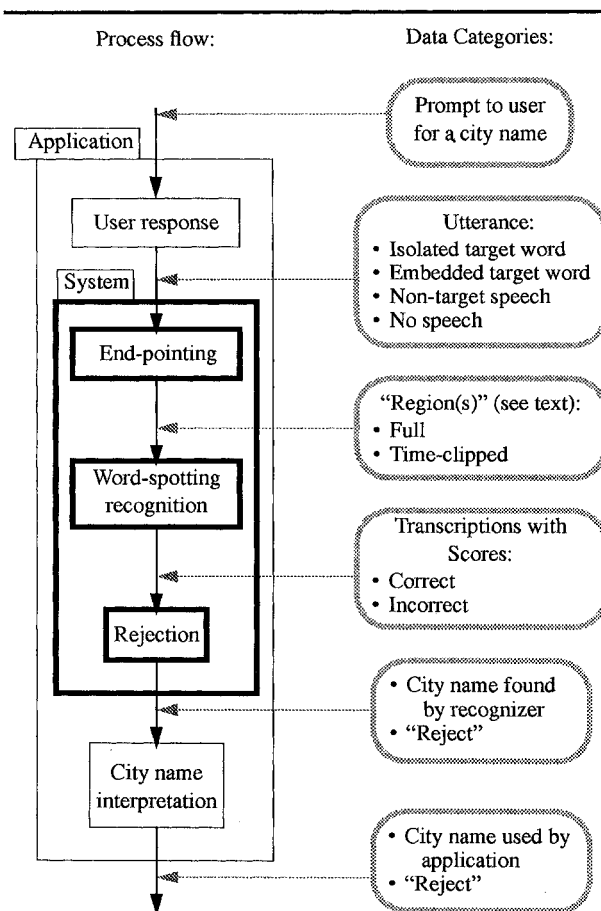 Process flow:
Data Categories:
Prompt to user
for a city name
Application
User response
Utterance:
• Isolated target word
• Embedded target word
• Non-target speech
• No speech
System
End-pointing
“Region(s)” (see text):
• Full
• Time-clipped
Word-spotting
recognition
Transcriptions with
Scores:
• Correct
• Incorrect
Rejection
• City name found
by recognizer
• “Reject”
City name
interpretation
• City name used by
application
• “Reject”